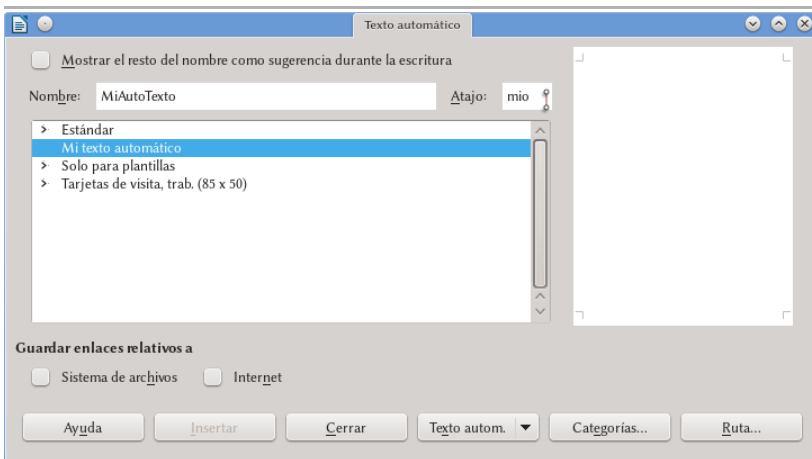 Texto automático
Mostrar el resto del nombre como sugerencia durante la escritura
Nombre: MiAutoTexto Atajo: mio
Estándar
Mi texto automático
Solo para plantillas
Tarjetas de visita, trab. (85 x 50)
Guardar enlaces relativos a
Sistema de archivos Internet
Ayuda Insertar Cerrar Texto autom. Categorías... Ruta...